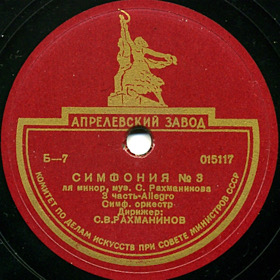 АПРЕЛЕВСКИЙ ЗАВОД
Б—7 015117
СИМФОНИЯ № 3
ля минор, муз. С. Рахманинова
3 часть-Allegro
Симф. оркестр
Дирижер:
С.В.РАХМАНИНОВ
КОМИТЕТ ПО ДЕЛАМ ИСКУССТВ ПРИ СОВЕТЕ МИНИСТРОВ СССР